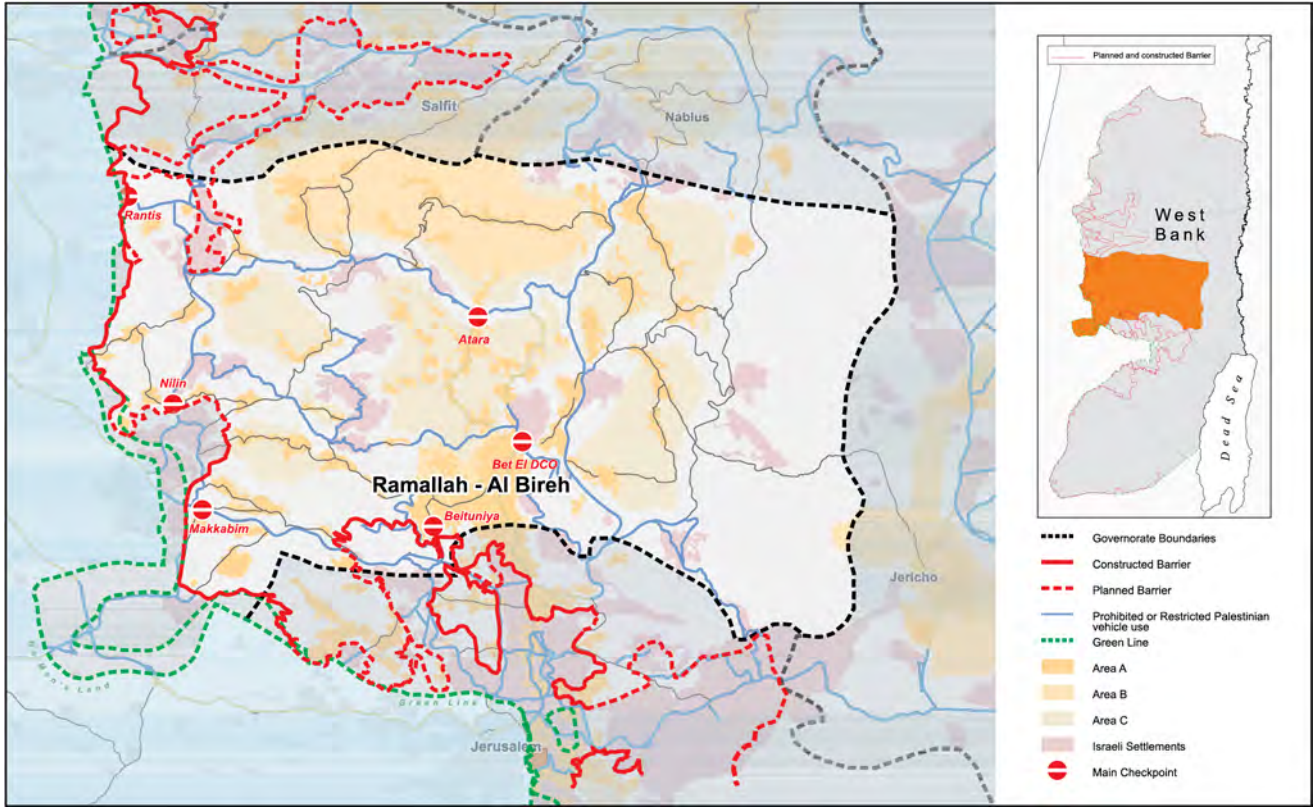 Salfit
Nablus
Rantis
Atara
Nilin
Bet El DCO
Ramallah - Al Bireh
Makkabim
Beituniya
Jericho
No Man's Land
Green Line
Jerusalem
Planned and constructed Barrier
West
Bank
Dead Sea
Governorate Boundaries
Constructed Barrier
Planned Barrier
Prohibited or Restricted Palestinian
vehicle use
Green Line
Area A
Area B
Area C
Israeli Settlements
Main Checkpoint